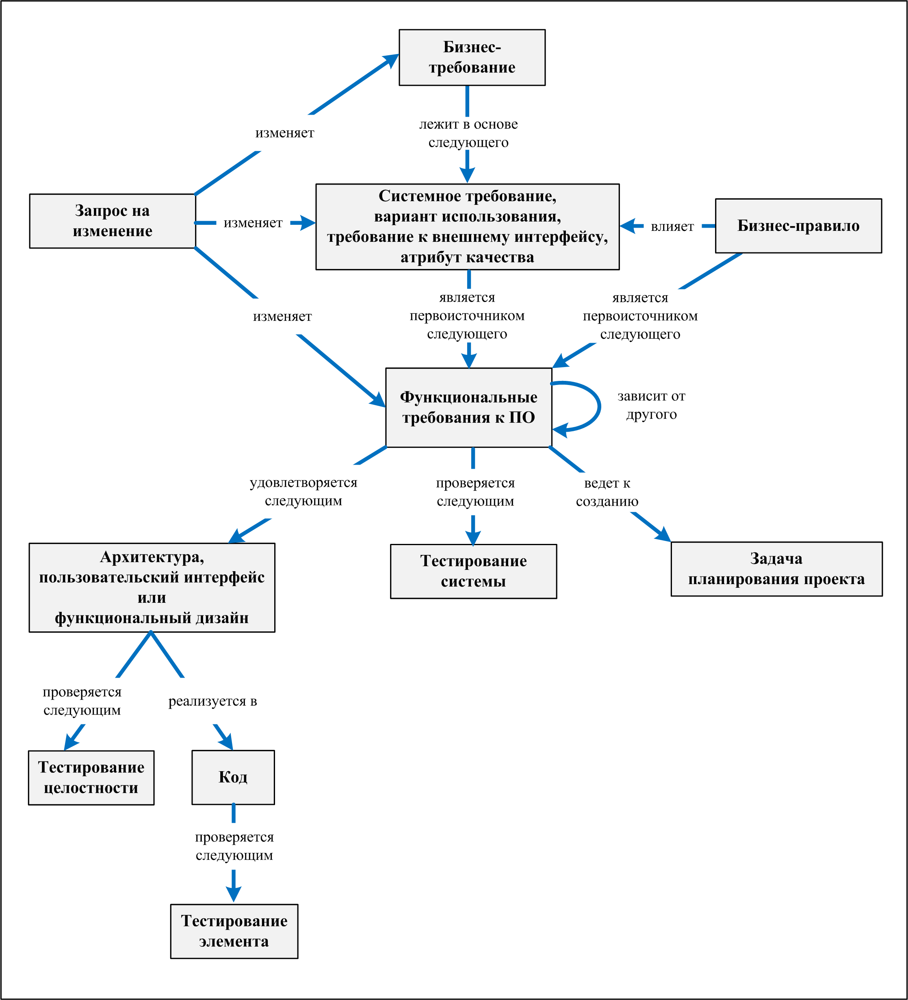 Бизнес-
требование
изменяет
лежит в основе
следующего
Запрос на
изменение
изменяет
Системное требование,
вариант использования,
требование к внешнему интерфейсу,
атрибут качества
влияет
Бизнес-правило
изменяет
является
первоисточником
следующего
является
первоисточником
следующего
Функциональные
требования к ПО
зависит от
другого
удовлетворяется
следующим
проверяется
следующим
ведет к
созданию
Архитектура,
пользовательский интерфейс
или
функциональный дизайн
Тестирование
системы
Задача
планирования проекта
проверяется
следующим
реализуется в
Тестирование
целостности
Код
проверяется
следующим
Тестирование
элемента